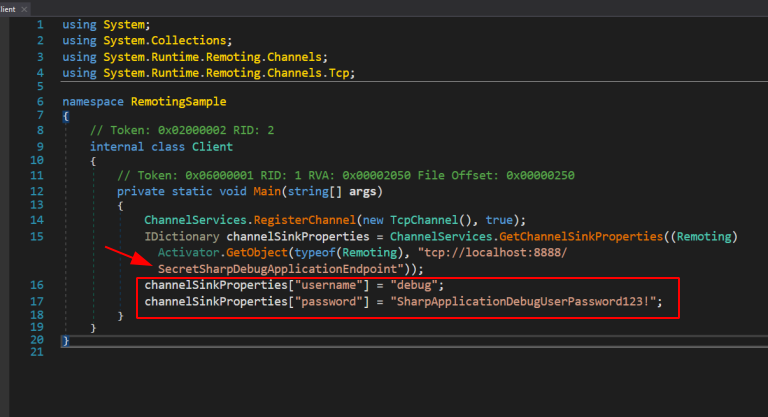 lient ×
1 using System;
2 using System.Collections;
3 using System.Runtime.Remoting.Channels;
4 using System.Runtime.Remoting.Channels.Tcp;
5
6 namespace RemotingSample
7 {
8 // Token: 0x02000002 RID: 2
9 internal class Client
10 {
11 // Token: 0x06000001 RID: 1 RVA: 0x00002050 File Offset: 0x00000250
12 private static void Main(string[] args)
13 {
14 ChannelServices.RegisterChannel(new TcpChannel(), true);
15 IDictionary channelSinkProperties = ChannelServices.GetChannelSinkProperties((Remoting)
Activator.GetObject(typeof(Remoting), "tcp://localhost:8888/
SecretSharpDebugApplicationEndpoint"));
16 channelSinkProperties["username"] = "debug";
17 channelSinkProperties["password"] = "SharpApplicationDebugUserPassword123!";
18 }
19 }
20 }
21